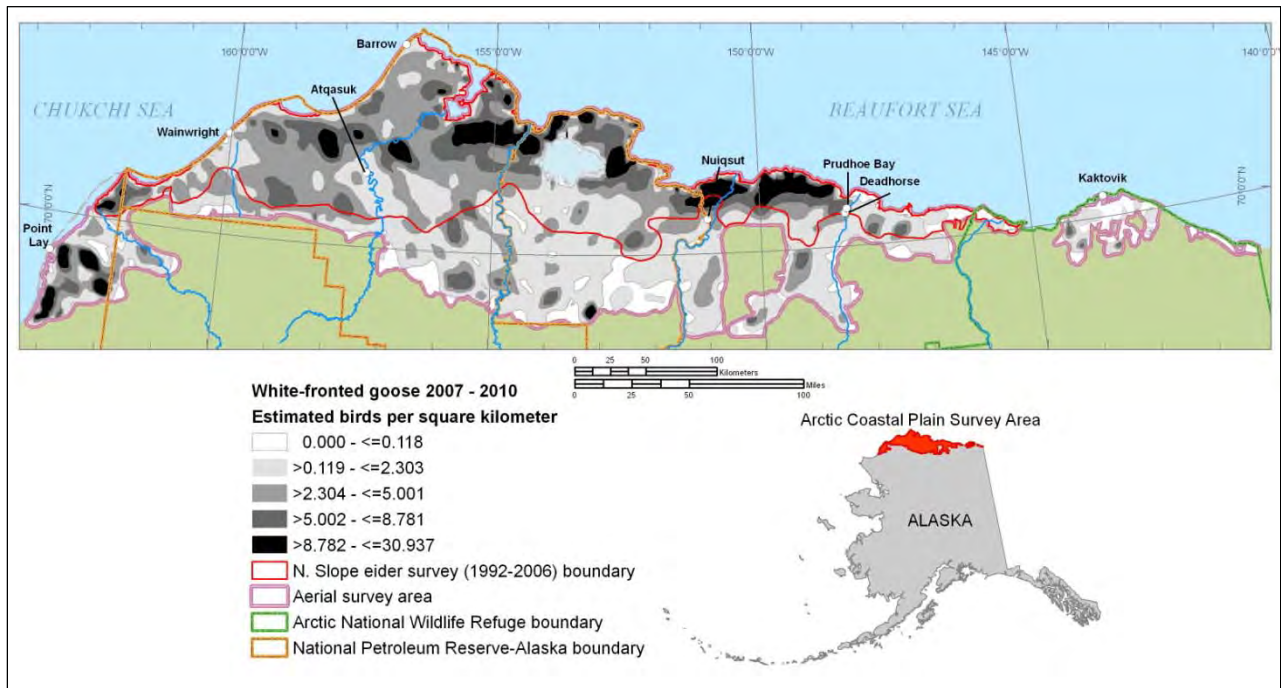 160°0'0"W
155°0'0"W
150°0'0"W
145°0'0"W
140°0'0"W
Barrow
Atqasuk
CHUKCHI SEA
BEAUFORT SEA
Wainwright
Nuiqsut
Prudhoe Bay
Deadhorse
Kaktovik
70°0'0"N
70°0'0"N
Point
Lay
0 25 50 100
Kilometers
Miles
0 25 50 100
White-fronted goose 2007 - 2010
Estimated birds per square kilometer
0.000 - <=0.118
>0.119 - <=2.303
>2.304 - <=5.001
>5.002 - <=8.781
>8.782 - <=30.937
N. Slope eider survey (1992-2006) boundary
Aerial survey area
Arctic National Wildlife Refuge boundary
National Petroleum Reserve-Alaska boundary
Arctic Coastal Plain Survey Area
ALASKA